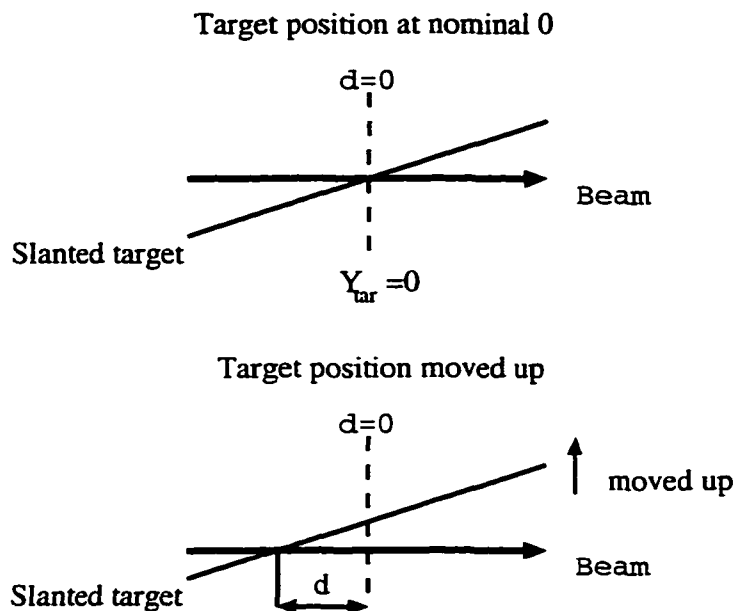 Target position at nominal 0
d=0
Beam
Slanted target
Ytar =0
Target position moved up
d=0
moved up
Beam
Slanted target
d